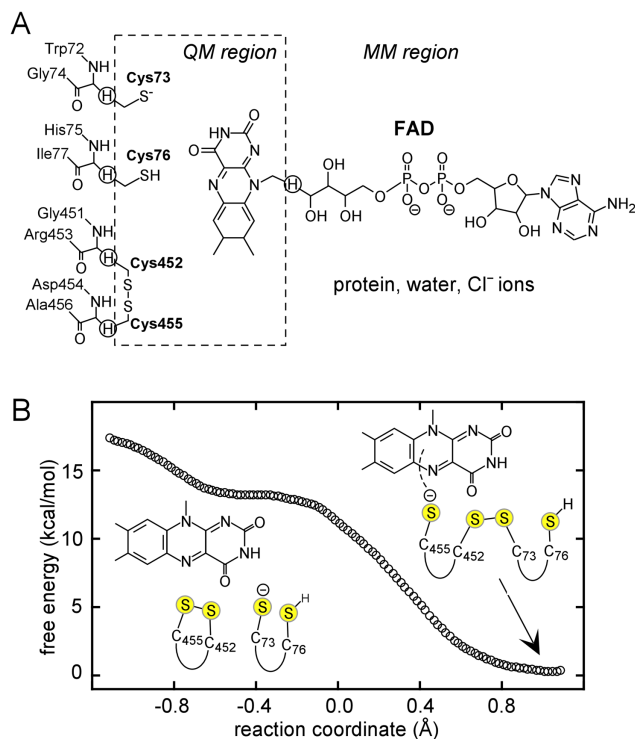 A
QM region
MM region
Trp72
NH
Gly74
Cys73
H
S-
O
His75
NH
Ile77
Cys76
H
SH
O
Gly451
NH
Arg453
H
Cys452
O
S
S
Asp454
NH
Ala456
H
Cys455
O
O
HN
N
O
N
N
H
FAD
OH
OH
OH
O
O
P
O
P
O
O
⊖
O
⊖
O
OH
OH
N
N
N
N
NH2
protein, water, Cl− ions
B
free energy (kcal/mol)
15
10
5
0
-0.8
-0.4
0.0
0.4
0.8
reaction coordinate (Å)
N
N
O
NH
N
O
⊖
S
S
S
S
H
C455
C452
C73
C76
N
N
O
NH
N
O
⊖
S
S
S
S
H
C455
C452
C73
C76